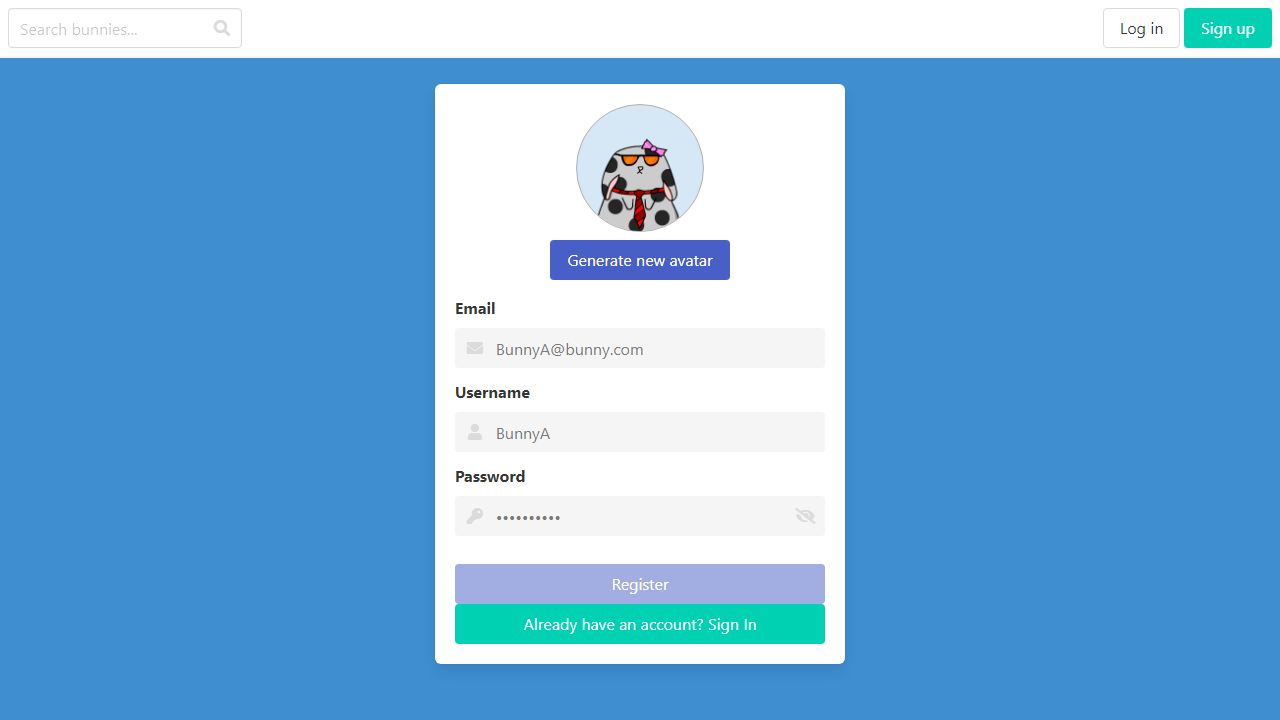 Search bunnies...
Log in
Sign up
Generate new avatar
Email
BunnyA@bunny.com
Username
BunnyA
Password
••••••••••
Register
Already have an account? Sign In